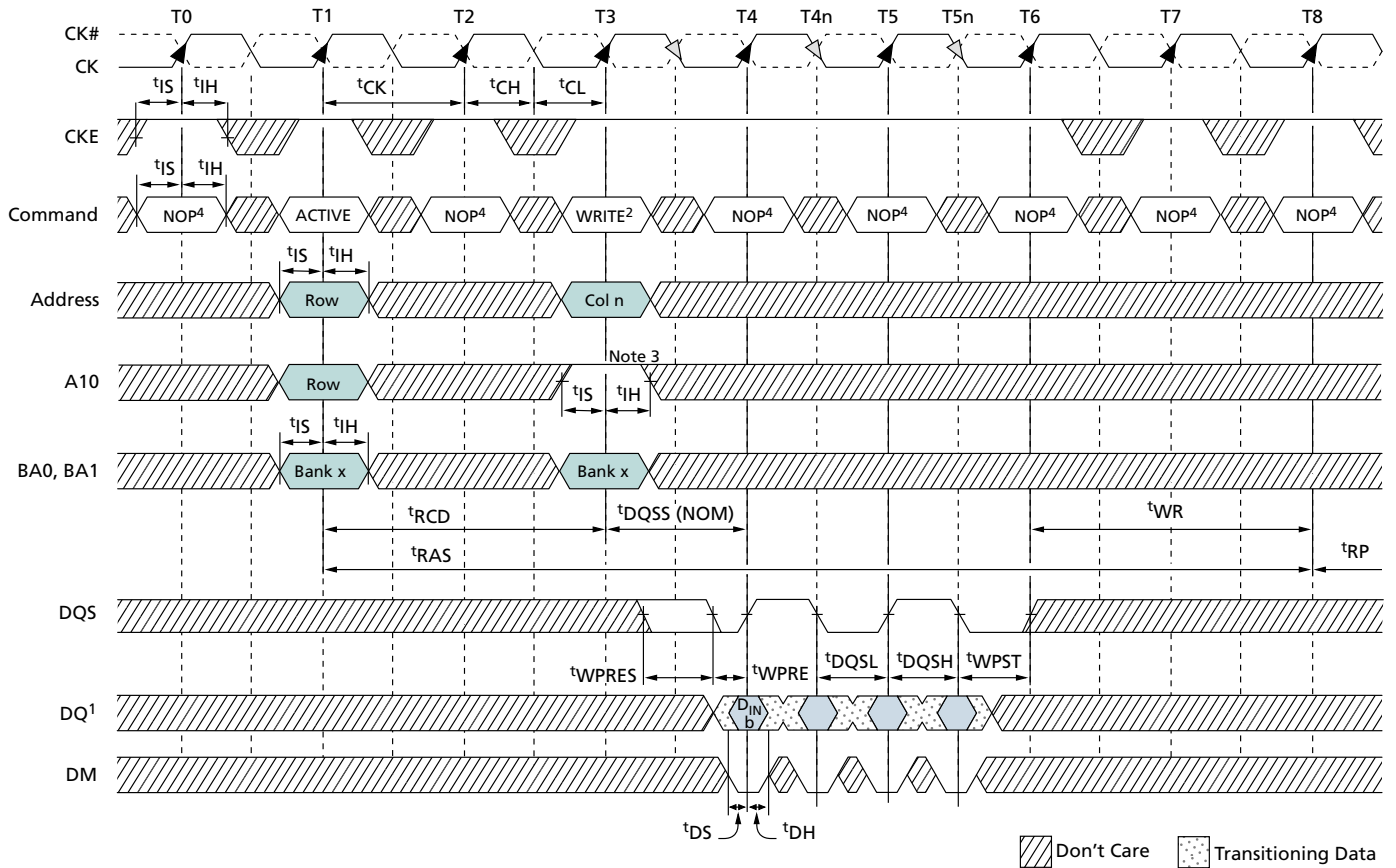 T0 T1 T2 T3 T4 T4n T5 T5n T6 T7 T8
CK#
CK
tIS tIH tCK tCH tCL
CKE
tIS tIH
Command NOP⁴ ACTIVE NOP⁴ WRITE² NOP⁴ NOP⁴ NOP⁴ NOP⁴ NOP⁴
tIS tIH
Address Row Col n
Note 3
A10 Row
tIS tIH
tIS tIH
BA0, BA1 Bank x Bank x
tRCD tDQSS (NOM) tWR
tRAS tRP
DQS
tWPRES tWPRE tDQSL tDQSH tWPST
DQ¹ DIN
b
DM
tDS tDH
Don't Care Transitioning Data